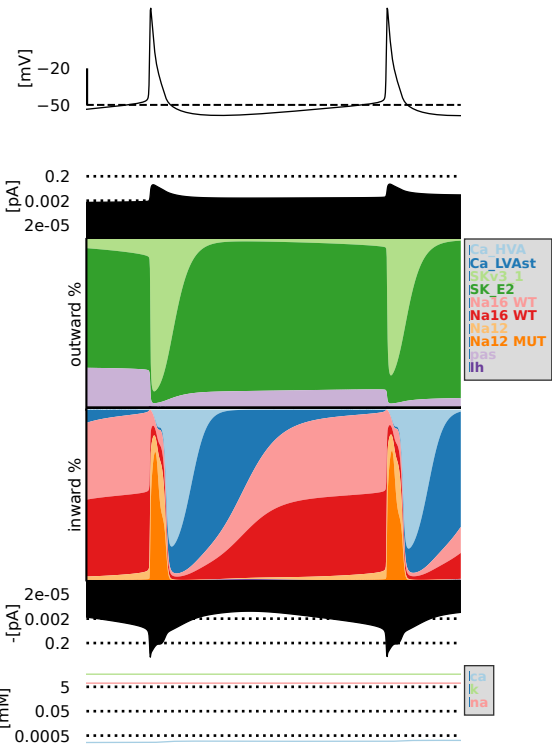 [mV]
−20
−50
[pA]
0.2
0.002
2e-05
outward %
Ca_HVA
Ca_LVAst
SKv3_1
SK_E2
Na16 WT
Na16 WT
Na12
Na12 MUT
pas
Ih
inward %
-[pA]
2e-05
0.002
0.2
[mM]
5
0.05
0.0005
ca
k
na